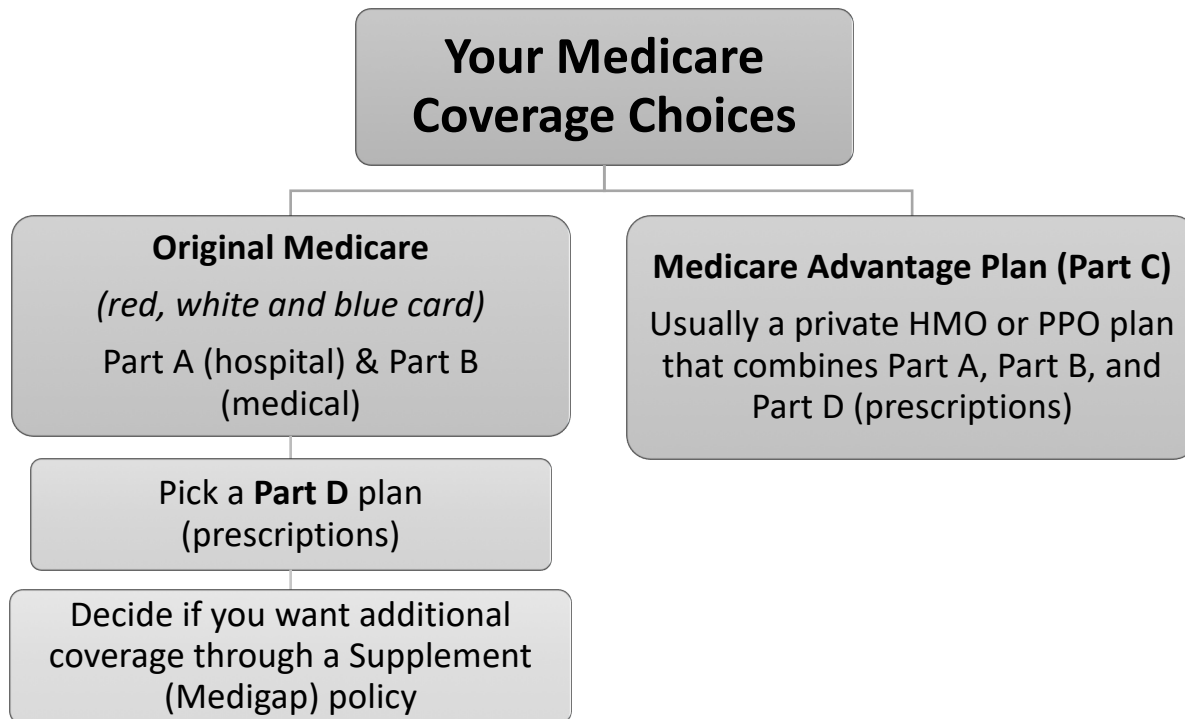 Your Medicare
Coverage Choices
Original Medicare
(red, white and blue card)
Part A (hospital) & Part B
(medical)
Pick a Part D plan
(prescriptions)
Decide if you want additional
coverage through a Supplement
(Medigap) policy
Medicare Advantage Plan (Part C)
Usually a private HMO or PPO plan
that combines Part A, Part B, and
Part D (prescriptions)